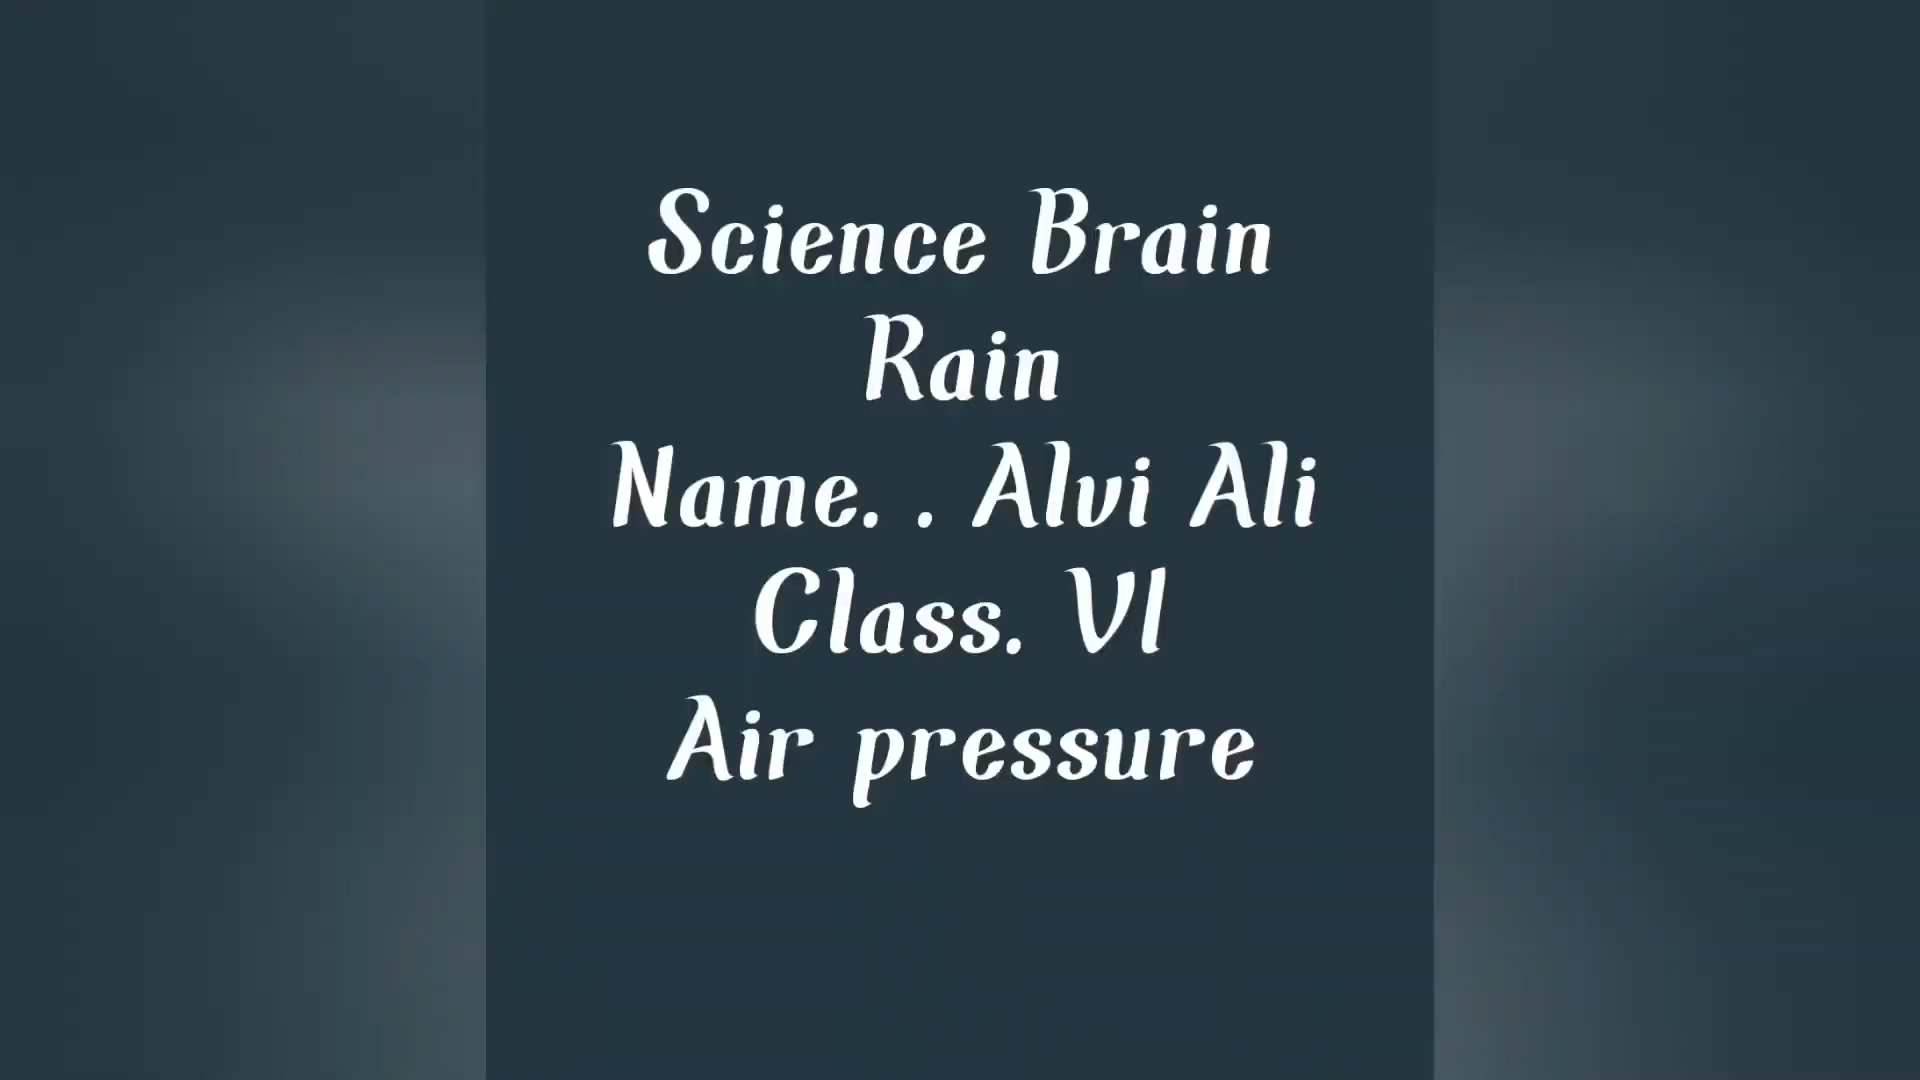 Science Brain
Rain
Name. . Alvi Ali
Class. Vl
Air pressure